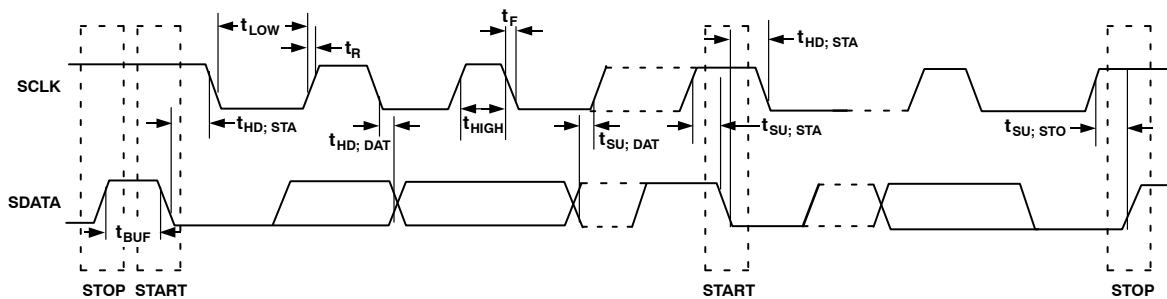 tLOW
tF
tR
tHD; STA
SCLK
tHD; STA
tHD; DAT
tHIGH
tSU; DAT
tSU; STA
tSU; STO
SDATA
tBUF
STOP START START STOP